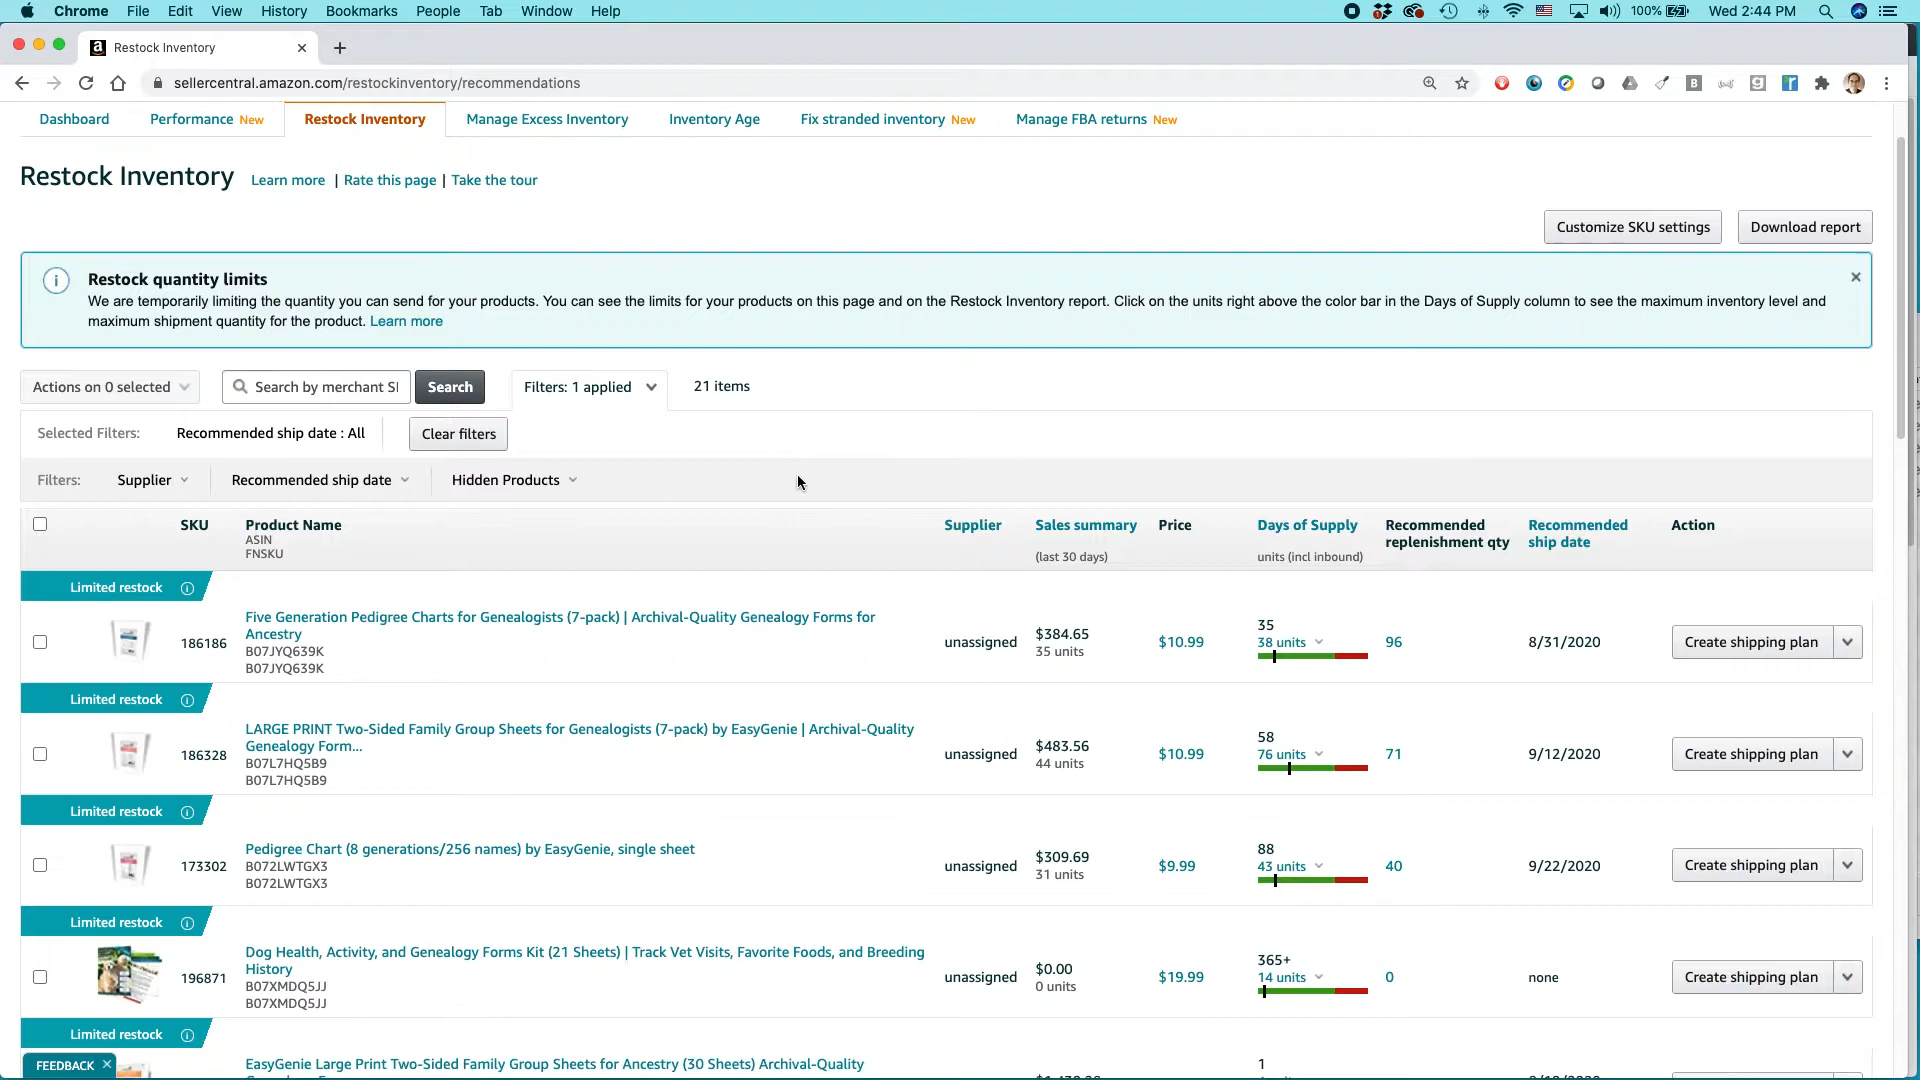 Chrome File Edit View History Bookmarks People Tab Window Help 100% Wed 2:44 PM
Restock Inventory
sellercentral.amazon.com/restockinventory/recommendations
Dashboard Performance New Restock Inventory Manage Excess Inventory Inventory Age Fix stranded inventory New Manage FBA returns New
Restock Inventory Learn more | Rate this page | Take the tour
Customize SKU settings Download report
Restock quantity limits
We are temporarily limiting the quantity you can send for your products. You can see the limits for your products on this page and on the Restock Inventory report. Click on the units right above the color bar in the Days of Supply column to see the maximum inventory level and
maximum shipment quantity for the product. Learn more
Actions on 0 selected Search by merchant SI Search Filters: 1 applied 21 items
Selected Filters: Recommended ship date : All Clear filters
Filters: Supplier Recommended ship date Hidden Products
SKU Product Name Supplier Sales summary Price Days of Supply Recommended Recommended Action
ASIN replenishment qty ship date
FNSKU (last 30 days) units (incl inbound)
Limited restock
Five Generation Pedigree Charts for Genealogists (7-pack) | Archival-Quality Genealogy Forms for
Ancestry
186186 B07JYQ639K unassigned $384.65 $10.99 35 96 8/31/2020 Create shipping plan
B07JYQ639K 35 units 38 units
Limited restock
LARGE PRINT Two-Sided Family Group Sheets for Genealogists (7-pack) by EasyGenie | Archival-Quality
Genealogy Form...
186328 B07L7HQ5B9 unassigned $483.56 $10.99 58 71 9/12/2020 Create shipping plan
B07L7HQ5B9 44 units 76 units
Limited restock
Pedigree Chart (8 generations/256 names) by EasyGenie, single sheet
173302 B072LWTGX3 unassigned $309.69 $9.99 88 40 9/22/2020 Create shipping plan
B072LWTGX3 31 units 43 units
Limited restock
Dog Health, Activity, and Genealogy Forms Kit (21 Sheets) | Track Vet Visits, Favorite Foods, and Breeding
History
196871 B07XMDQ5JJ unassigned $0.00 $19.99 365+ 0 none Create shipping plan
B07XMDQ5JJ 0 units 14 units
Limited restock
EasyGenie Large Print Two-Sided Family Group Sheets for Ancestry (30 Sheets) Archival-Quality 1
FEEDBACK